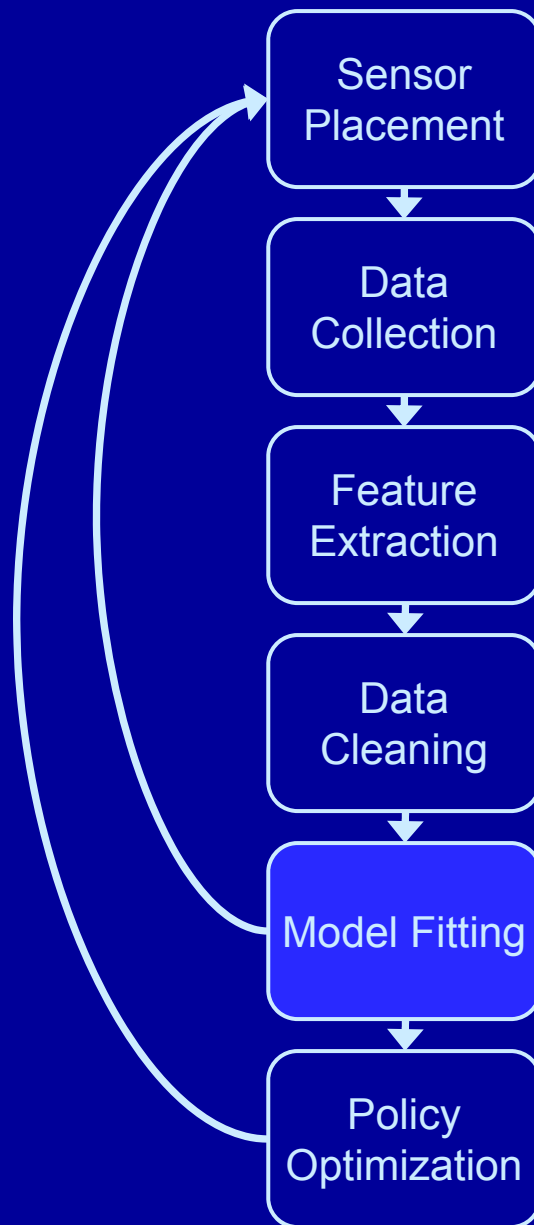 Sensor
Placement
Data
Collection
Feature
Extraction
Data
Cleaning
Model Fitting
Policy
Optimization